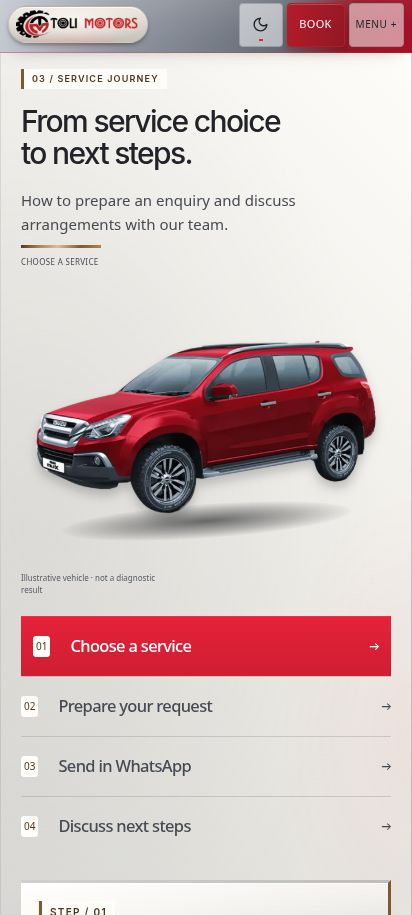 TOLI MOTORS
BOOK
MENU +
03 / SERVICE JOURNEY
From service choice
to next steps.
How to prepare an enquiry and discuss
arrangements with our team.
CHOOSE A SERVICE
Illustrative vehicle · not a diagnostic
result
01 Choose a service →
02 Prepare your request →
03 Send in WhatsApp →
04 Discuss next steps →
STEP / 01